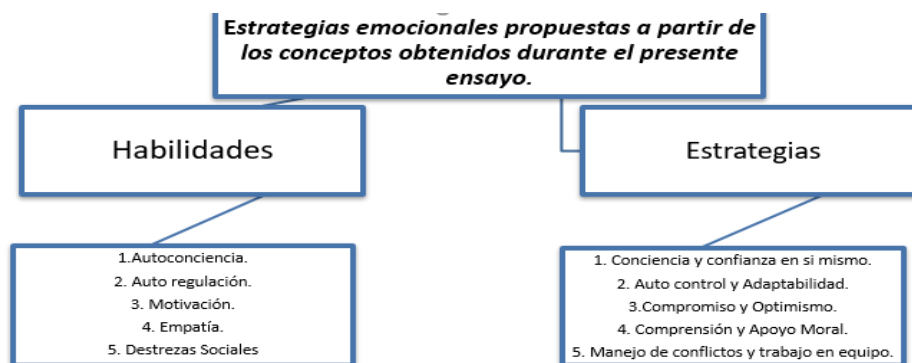 Estrategias emocionales propuestas a partir de
los conceptos obtenidos durante el presente
ensayo.
Habilidades
Estrategias
1.Autoconciencia.
2. Auto regulación.
3. Motivación.
4. Empatía.
5. Destrezas Sociales
1. Conciencia y confianza en si mismo.
2. Auto control y Adaptabilidad.
3.Compromiso y Optimismo.
4. Comprensión y Apoyo Moral.
5. Manejo de conflictos y trabajo en equipo.